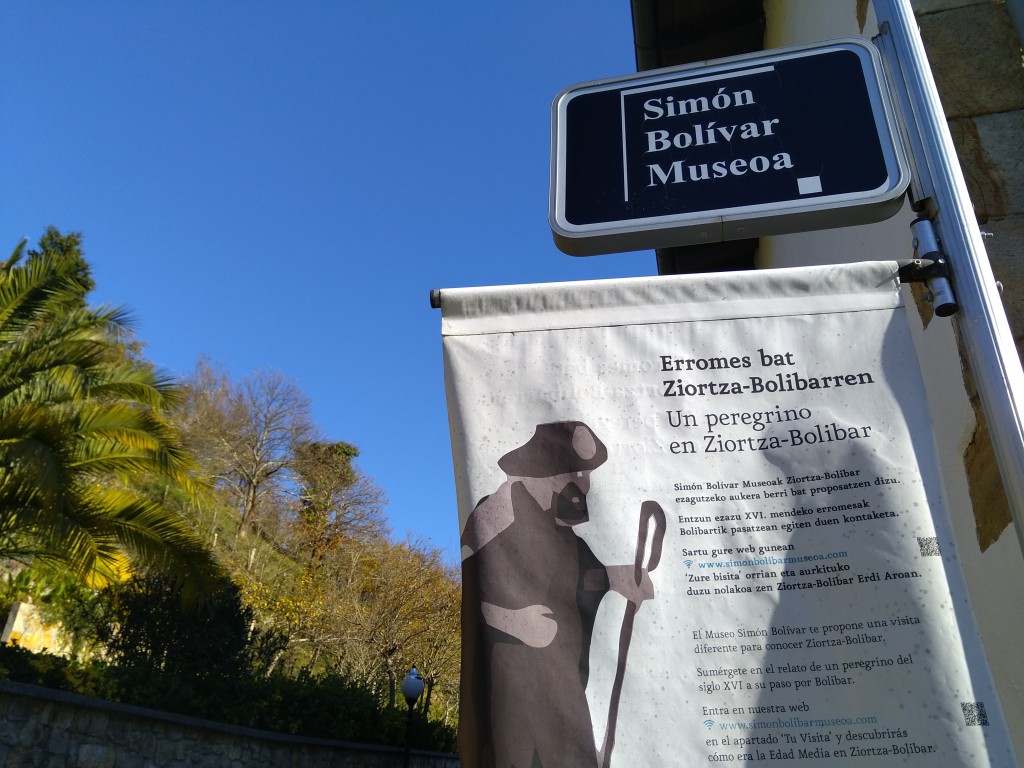 Simón
Bolívar
Museoa
Erromes bat
Ziortza-Bolibarren
Un peregrino
en Ziortza-Bolibar
Simón Bolívar Museoak Ziortza-Bolibar
ezagutzeko aukera berri bat proposatzen dizu.
Entzun ezazu XVI. mendeko erromesak
Bolibartik pasatzean egiten duen kontaketa.
Sartu gure web gunean
www.simonbolivarmuseoa.com
'Zure bisita' orrian eta aurkituko
duzu nolakoa zen Ziortza-Bolibar Erdi Aroan.
El Museo Simón Bolívar te propone una visita
diferente para conocer Ziortza-Bolibar.
Sumérgete en el relato de un peregrino del
siglo XVI a su paso por Bolibar.
Entra en nuestra web
www.simonbolibarmuseoa.com
en el apartado 'Tu Visita' y descubrirás
cómo era la Edad Media en Ziortza-Bolibar.